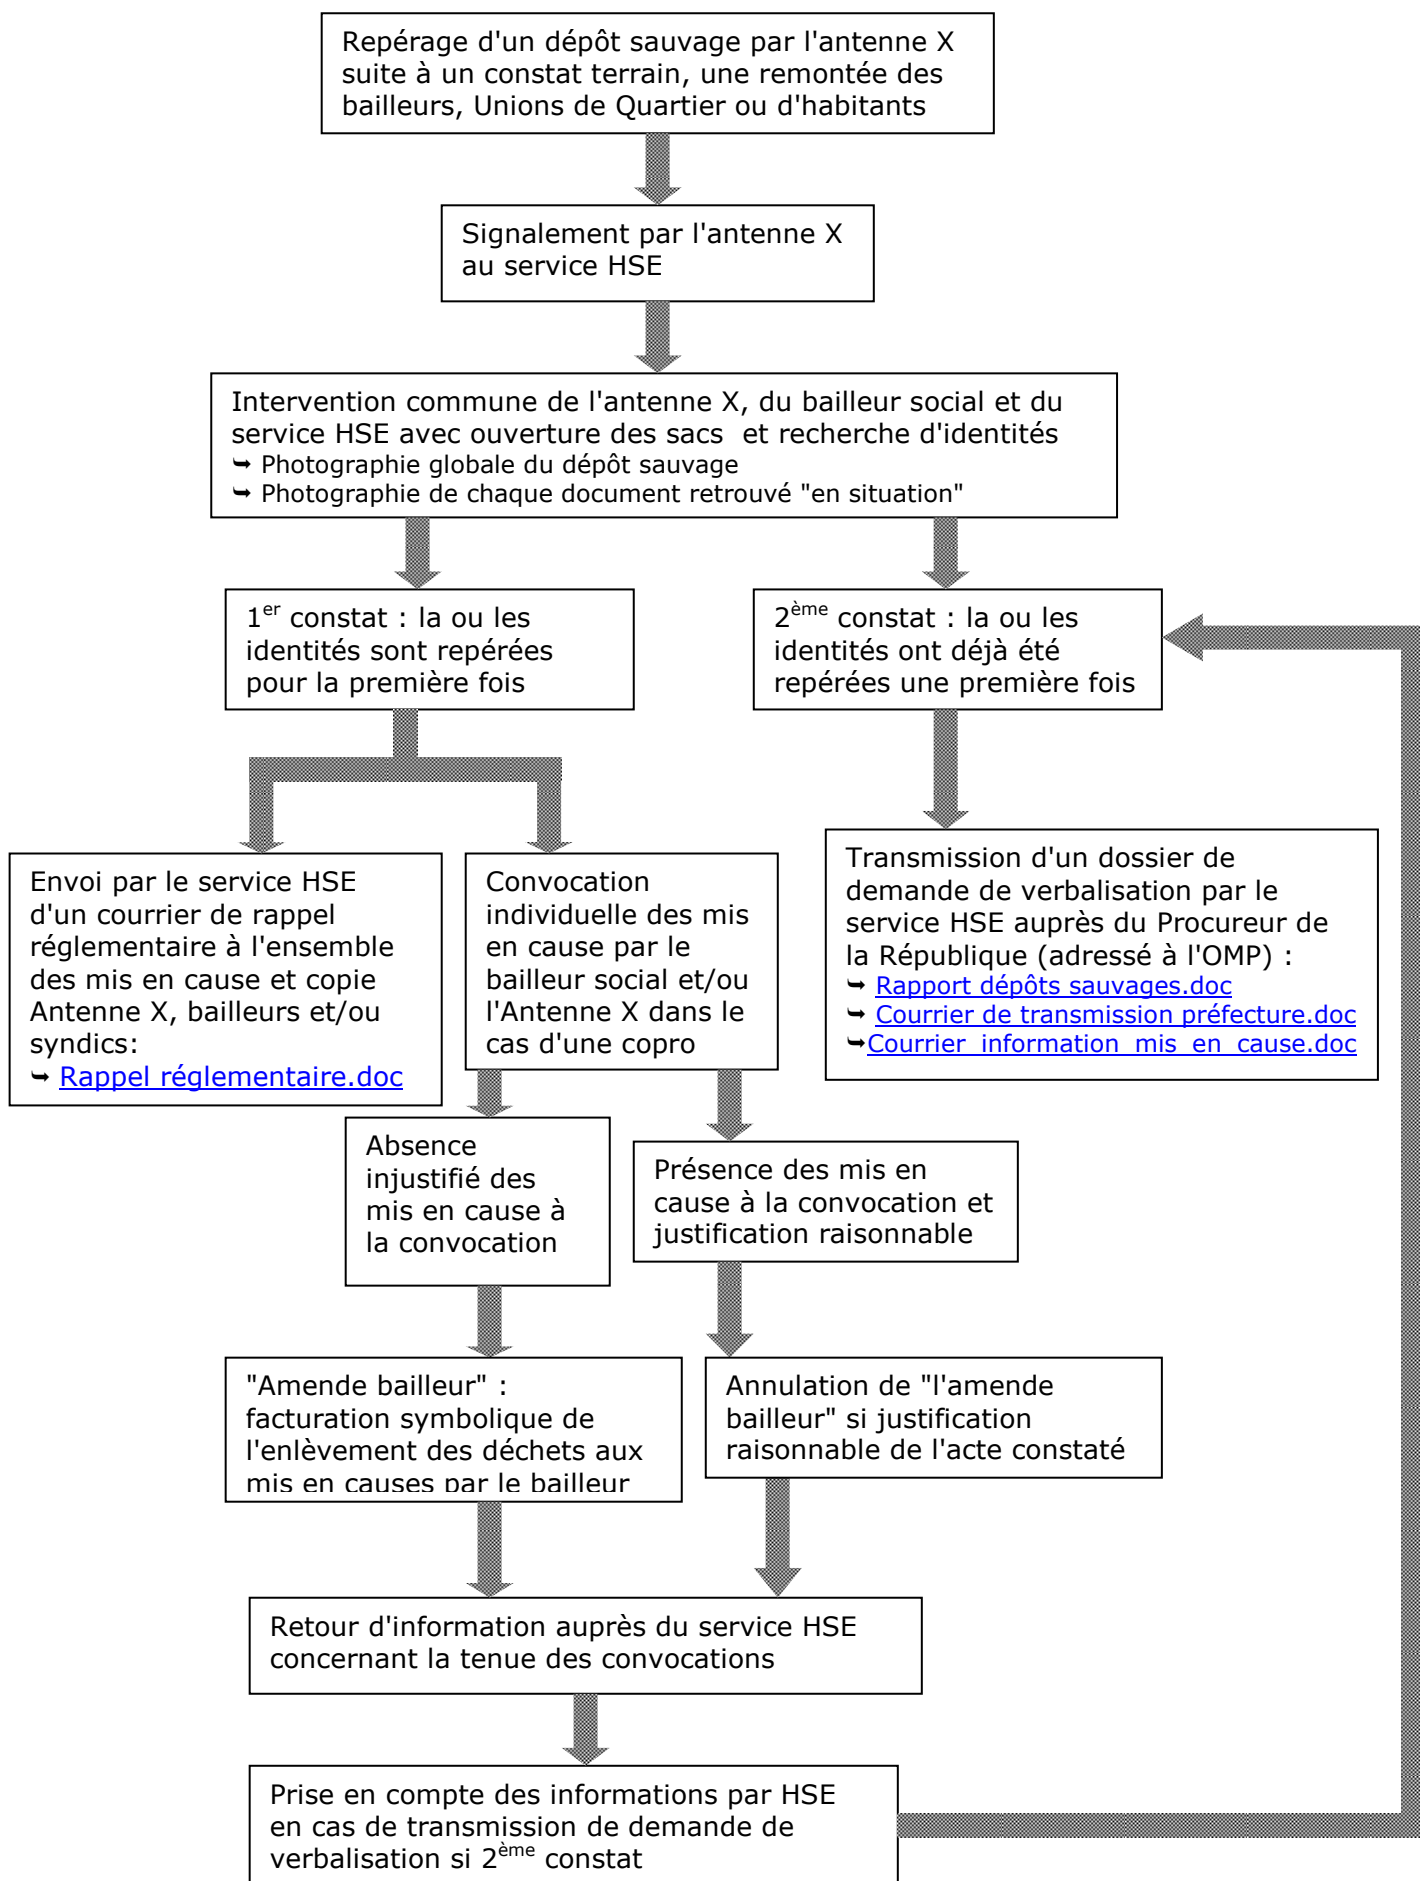 Repérage d'un dépôt sauvage par l'antenne X
suite à un constat terrain, une remontée des
bailleurs, Unions de Quartier ou d'habitants
Signalement par l'antenne X
au service HSE
Intervention commune de l'antenne X, du bailleur social et du
service HSE avec ouverture des sacs et recherche d'identités
➥ Photographie globale du dépôt sauvage
➥ Photographie de chaque document retrouvé "en situation"
1er constat : la ou les
identités sont repérées
pour la première fois
2ème constat : la ou les
identités ont déjà été
repérées une première fois
Envoi par le service HSE
d'un courrier de rappel
réglementaire à l'ensemble
des mis en cause et copie
Antenne X, bailleurs et/ou
syndics:
➥ Rappel réglementaire.doc
Convocation
individuelle des mis
en cause par le
bailleur social et/ou
l'Antenne X dans le
cas d'une copro
Transmission d'un dossier de
demande de verbalisation par le
service HSE auprès du Procureur de
la République (adressé à l'OMP) :
➥ Rapport dépôts sauvages.doc
➥ Courrier de transmission préfecture.doc
➥Courrier information mis en cause.doc
Absence
injustifié des
mis en cause à
la convocation
Présence des mis en
cause à la convocation et
justification raisonnable
"Amende bailleur" :
facturation symbolique de
l'enlèvement des déchets aux
mis en causes par le bailleur
Annulation de "l'amende
bailleur" si justification
raisonnable de l'acte constaté
Retour d'information auprès du service HSE
concernant la tenue des convocations
Prise en compte des informations par HSE
en cas de transmission de demande de
verbalisation si 2ème constat